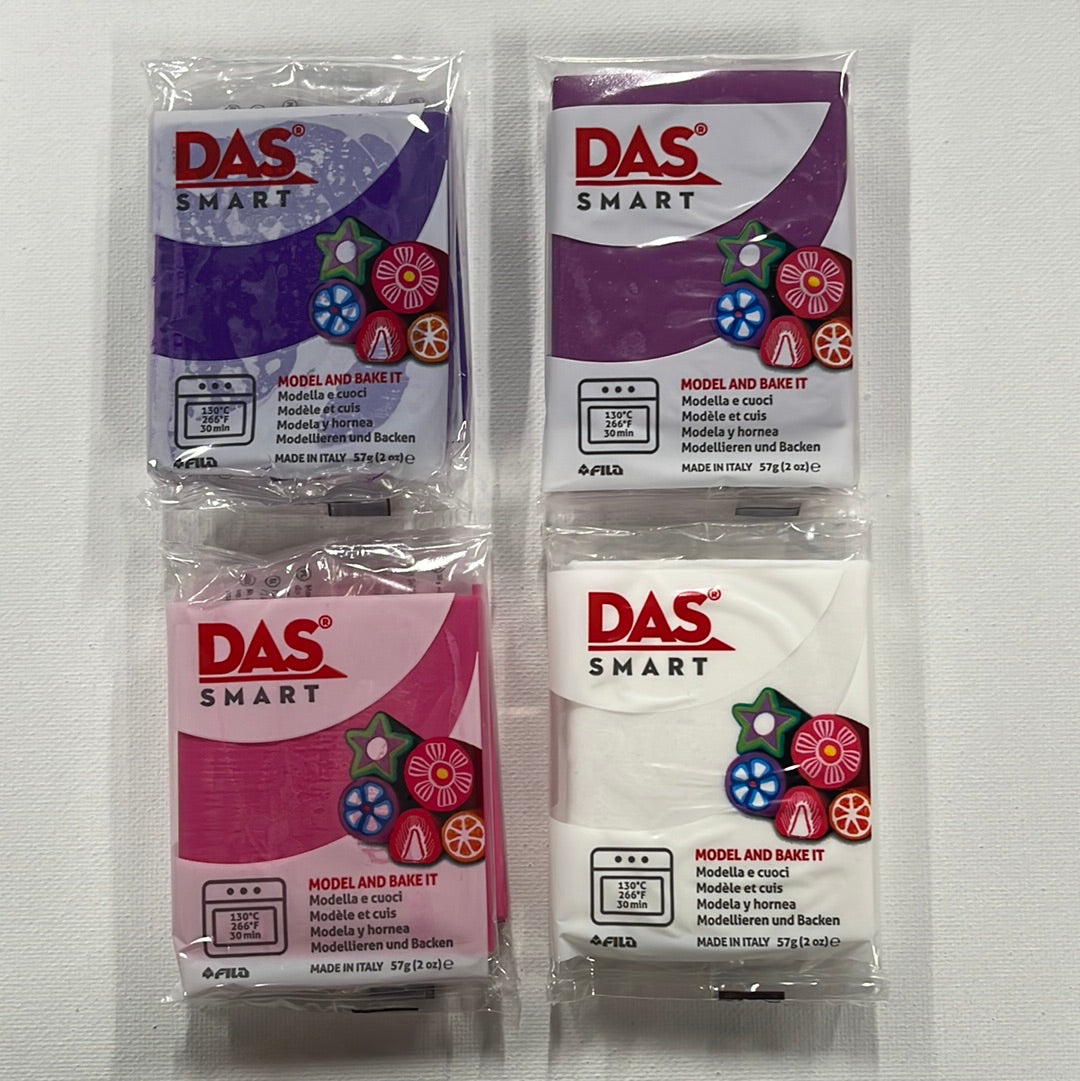 DAS®
SMART
130°C
266°F
30 min
MODEL AND BAKE IT
Modella e cuoci
Modèle et cuis
Modela y hornea
Modellieren und Backen
FILA
MADE IN ITALY 57g (2 oz) e
DAS®
SMART
130°C
266°F
30 min
MODEL AND BAKE IT
Modella e cuoci
Modèle et cuis
Modela y hornea
Modellieren und Backen
FILA
MADE IN ITALY 57g (2 oz) e
DAS®
SMART
130°C
266°F
30 min
MODEL AND BAKE IT
Modella e cuoci
Modèle et cuis
Modela y hornea
Modellieren und Backen
FILA
MADE IN ITALY 57g (2 oz) e
DAS®
SMART
130°C
266°F
30 min
MODEL AND BAKE IT
Modella e cuoci
Modèle et cuis
Modela y hornea
Modellieren und Backen
FILA
MADE IN ITALY 57g (2 oz) e